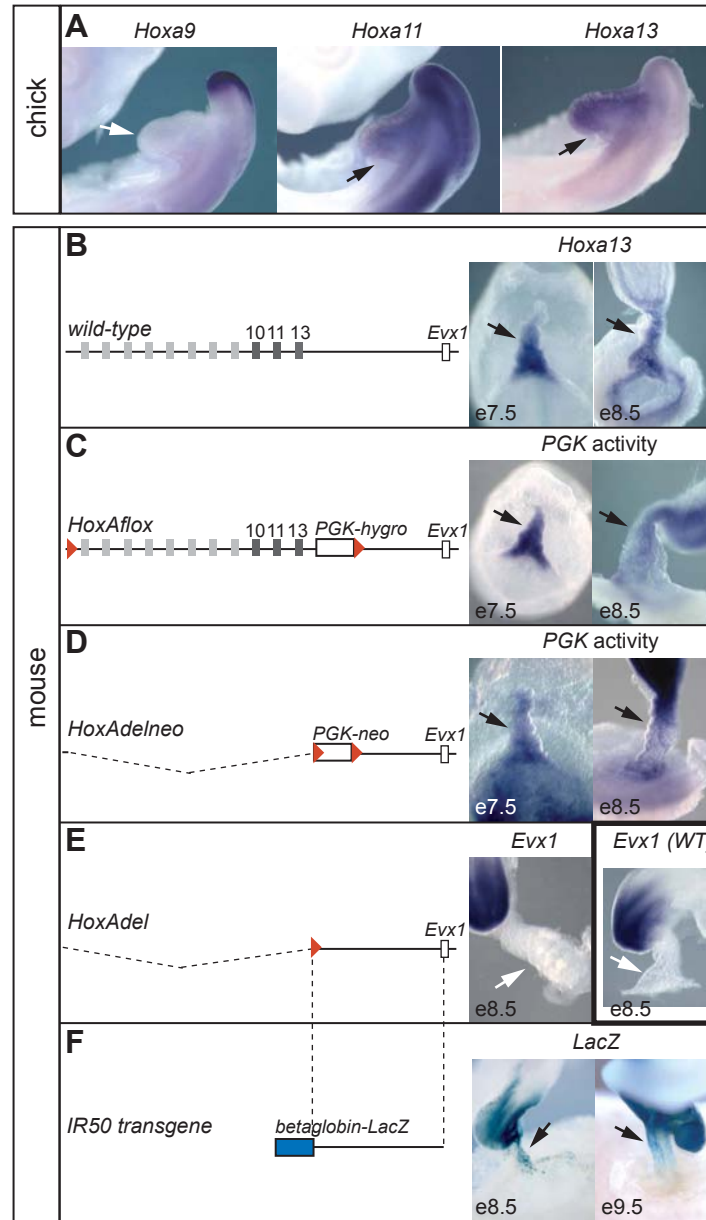 A
Hoxa9 Hoxa11 Hoxa13
chick
mouse
B
Hoxa13
wild-type
10 11 13
Evx1
e7.5
e8.5
C
PGK activity
HoxAflox
10 11 13
PGK-hygro
Evx1
e7.5
e8.5
D
PGK activity
HoxAdelneo
PGK-neo
Evx1
e7.5
e8.5
E
Evx1
Evx1 (WT)
HoxAdel
Evx1
e8.5
e8.5
F
LacZ
IR50 transgene
betaglobin-LacZ
e8.5
e9.5